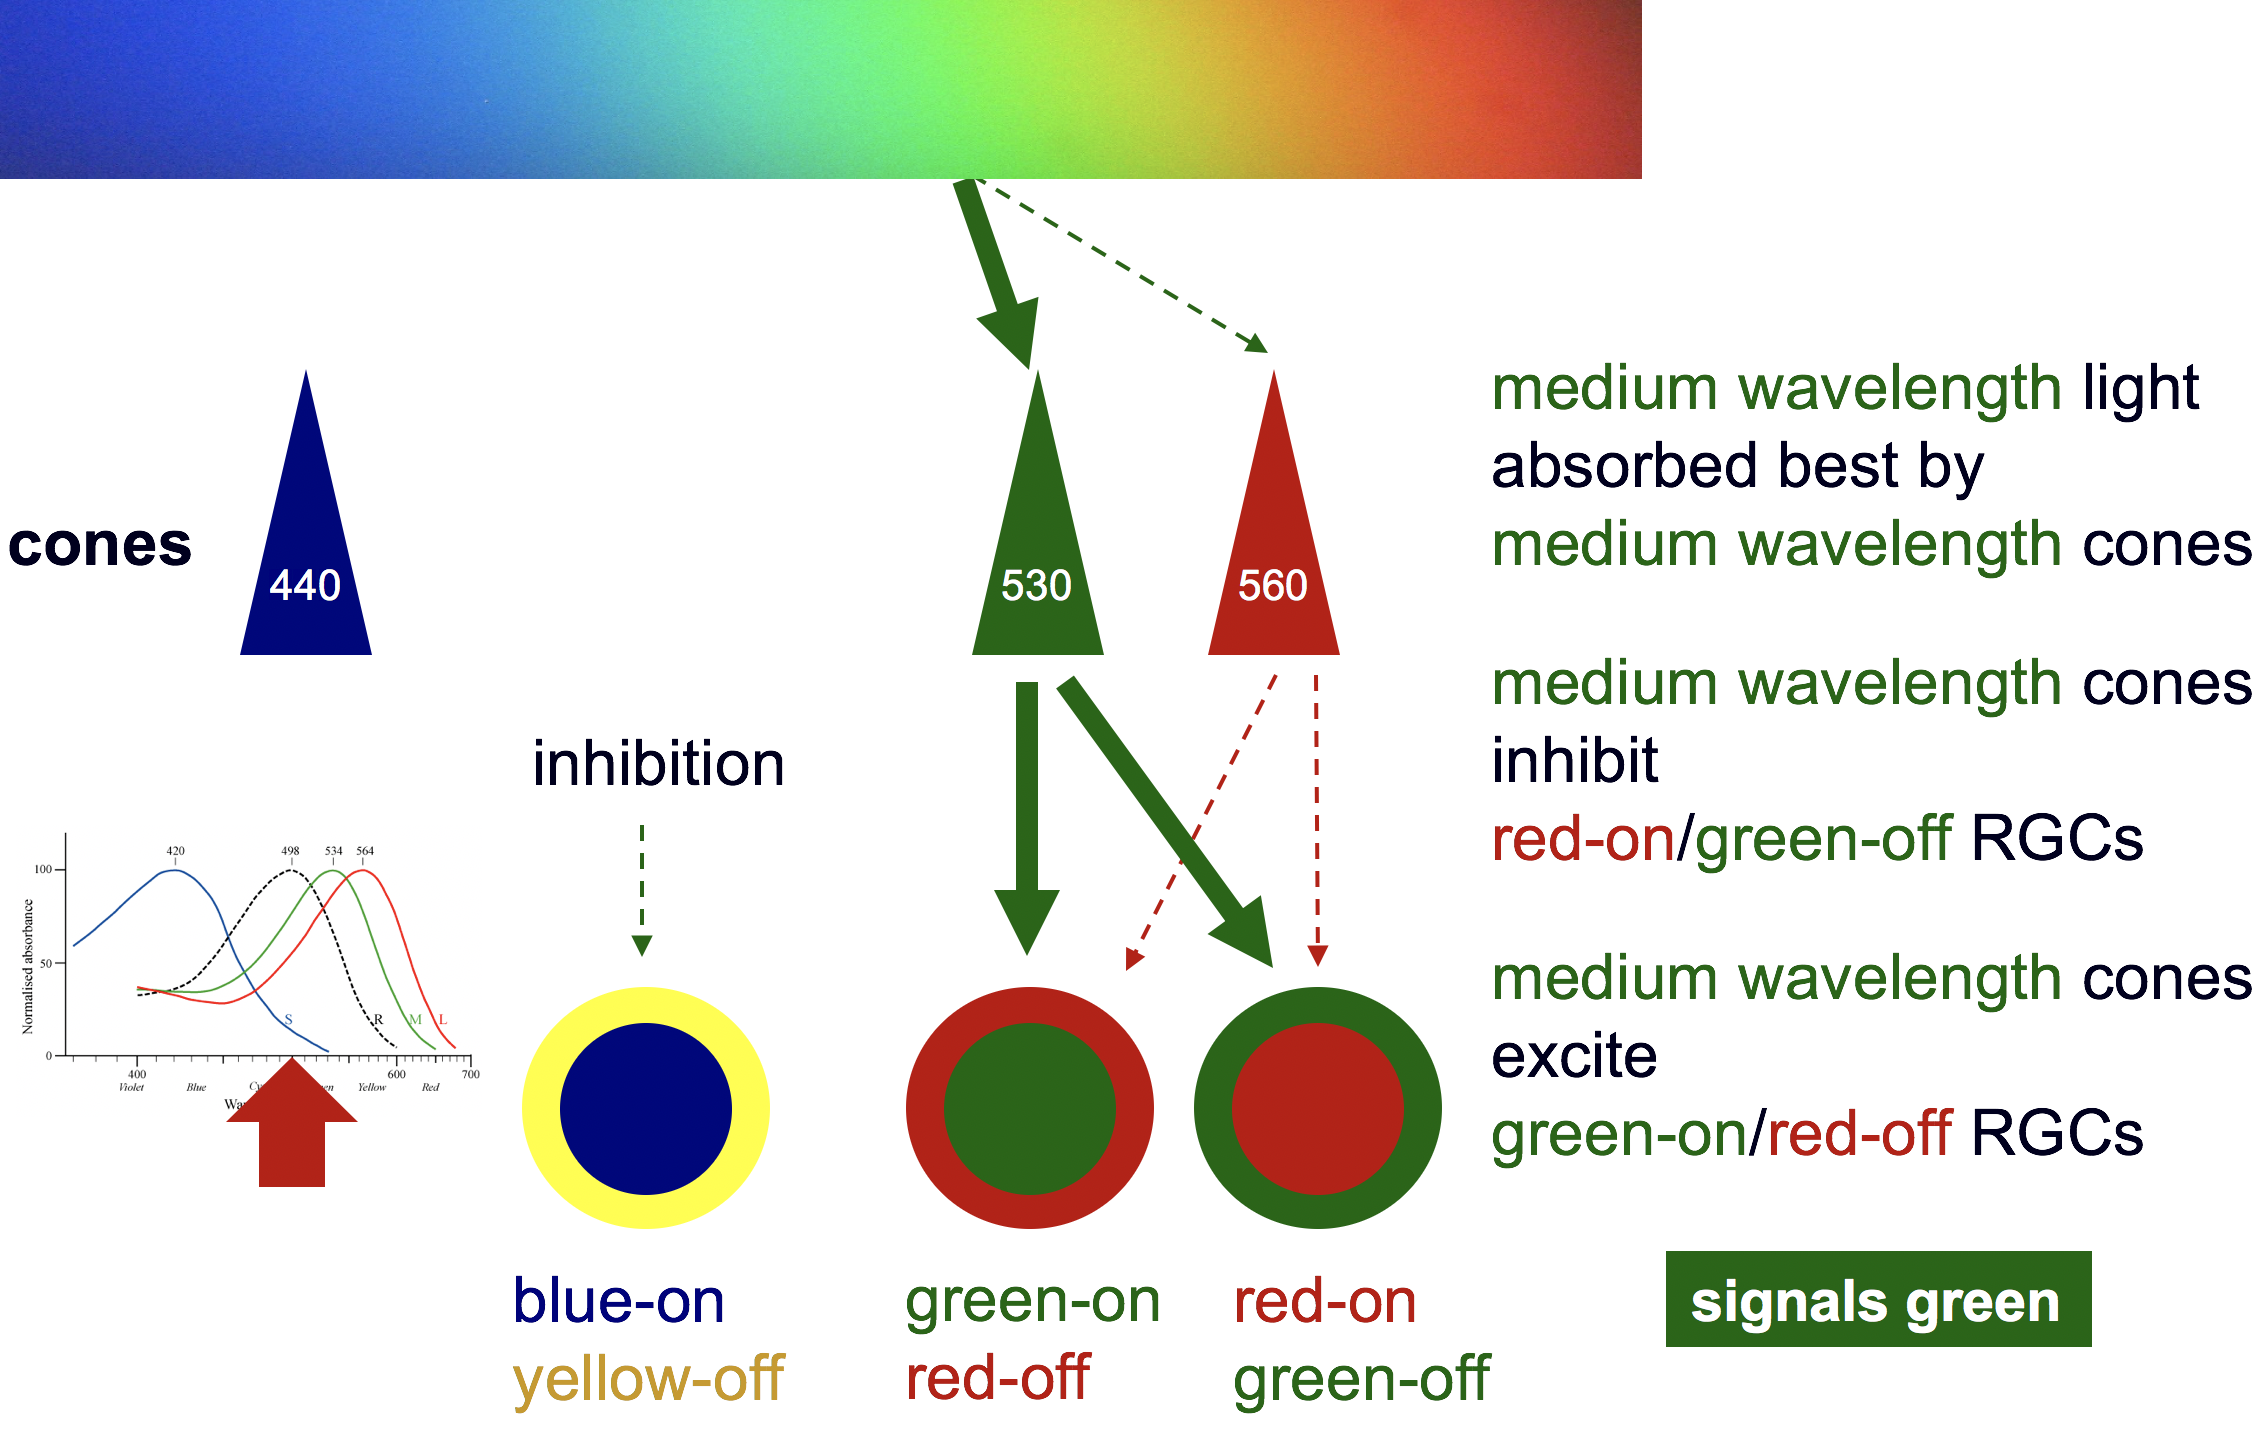 cones
440
530
560
medium wavelength light
absorbed best by
medium wavelength cones
inhibition
medium wavelength cones
inhibit
red-on/green-off RGCs
medium wavelength cones
excite
green-on/red-off RGCs
420
498
534
564
Normalised absorbance
100
50
0
S
R
M
L
400
600
700
Violet
Blue
Yellow
Red
blue-on
yellow-off
green-on
red-off
red-on
green-off
signals green